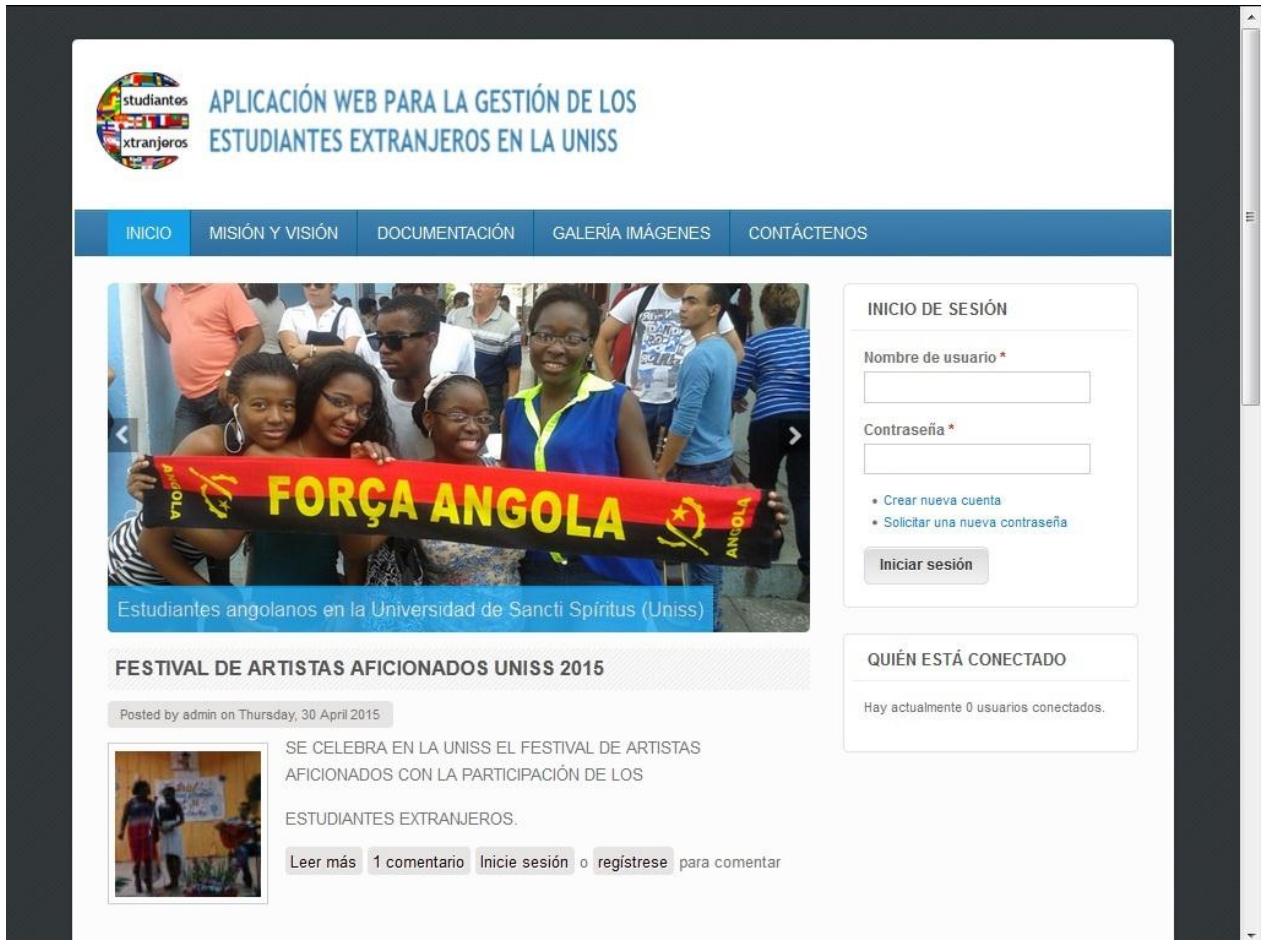 studiantes
xtranjeros
APLICACIÓN WEB PARA LA GESTIÓN DE LOS
ESTUDIANTES EXTRANJEROS EN LA UNISS
INICIO MISIÓN Y VISIÓN DOCUMENTACIÓN GALERÍA IMÁGENES CONTÁCTENOS
ANGOLA FORÇA ANGOLA ANGOLA
Estudiantes angolanos en la Universidad de Sancti Spíritus (Uniss)
FESTIVAL DE ARTISTAS AFICIONADOS UNISS 2015
Posted by admin on Thursday, 30 April 2015
SE CELEBRA EN LA UNISS EL FESTIVAL DE ARTISTAS
AFICIONADOS CON LA PARTICIPACIÓN DE LOS
ESTUDIANTES EXTRANJEROS.
Leer más 1 comentario Inicie sesión o regístrese para comentar
INICIO DE SESIÓN
Nombre de usuario *
Contraseña *
• Crear nueva cuenta
• Solicitar una nueva contraseña
Iniciar sesión
QUIÉN ESTÁ CONECTADO
Hay actualmente 0 usuarios conectados.